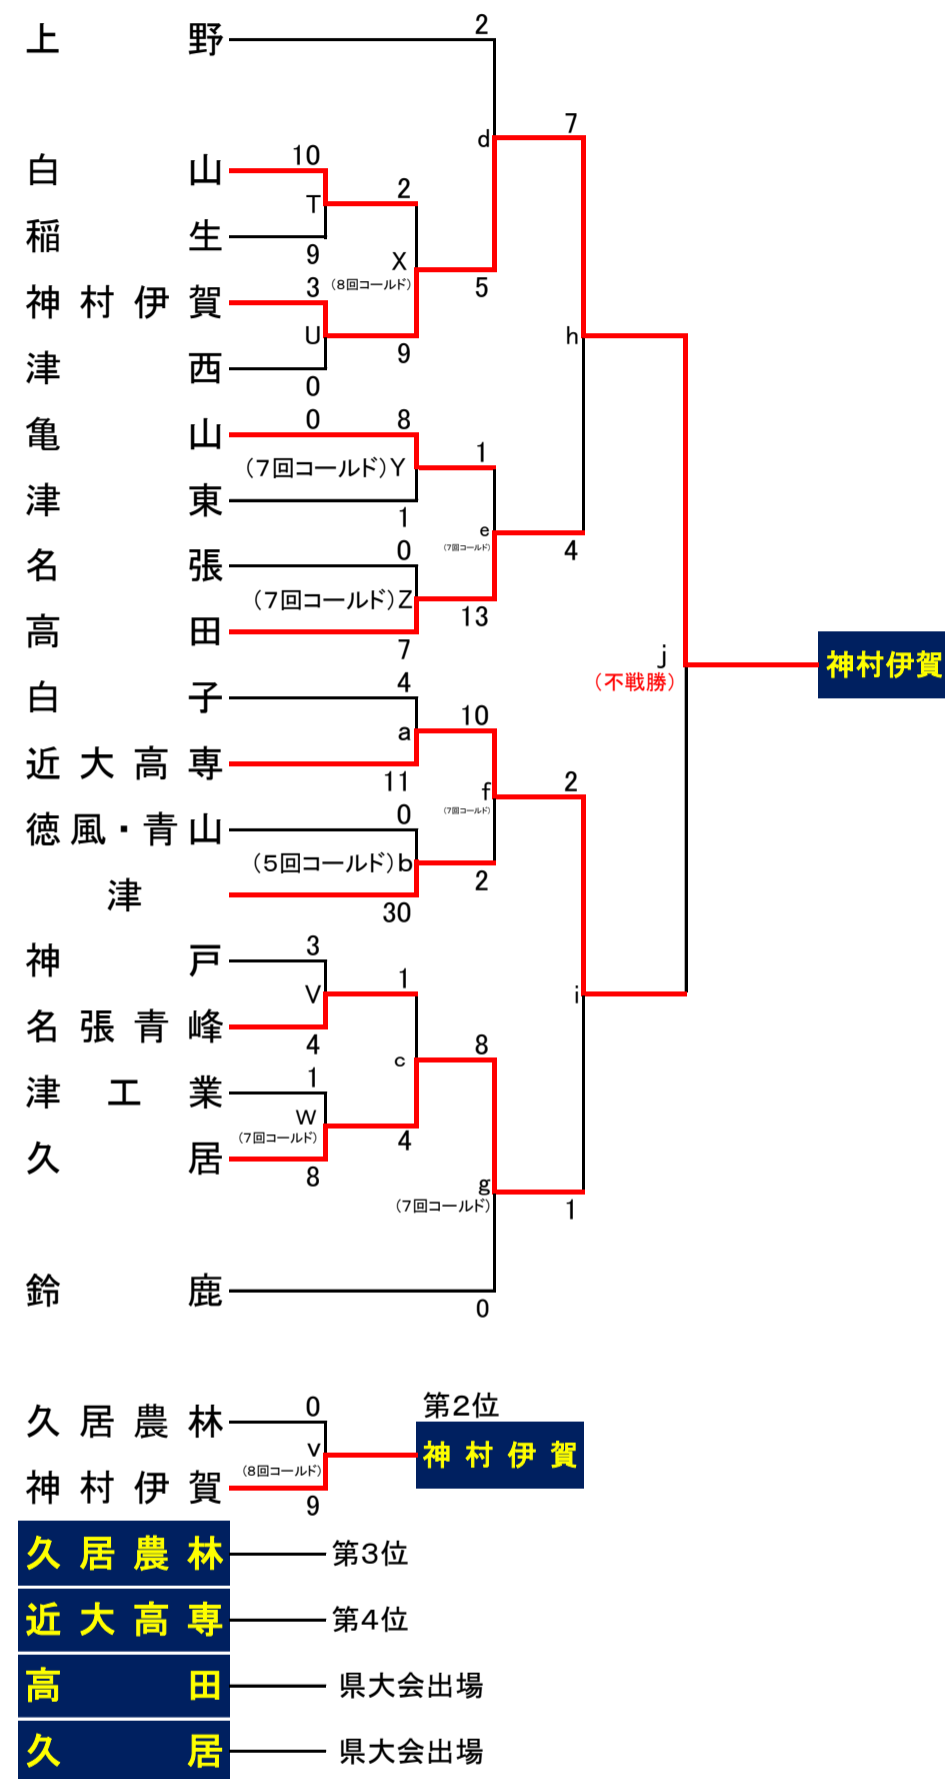 2
上野
7
d
10
白山
2
T
稲生
9
X
3
(8回コールド)
5
神村伊賀
U
h
9
津西
0
0
8
亀山
1
(7回コールド)Y
津東
1
e
0
(7回コールド)
4
名張
(7回コールド)Z
13
高田
7
j
神村伊賀
4
(不戦勝)
白子
10
a
近大高専
11
f
2
0
(7回コールド)
徳風・青山
(5回コールド)b
2
津
30
3
神戸
1
V
i
名張青峰
4
8
1
c
津工業
W
(7回コールド)
4
久居
8
g
(7回コールド)
1
鈴鹿
0
0
第2位
久居農林
v
神村伊賀
(8回コールド)
神村伊賀
9
久居農林
第3位
近大高専
第4位
高田
県大会出場
久居
県大会出場